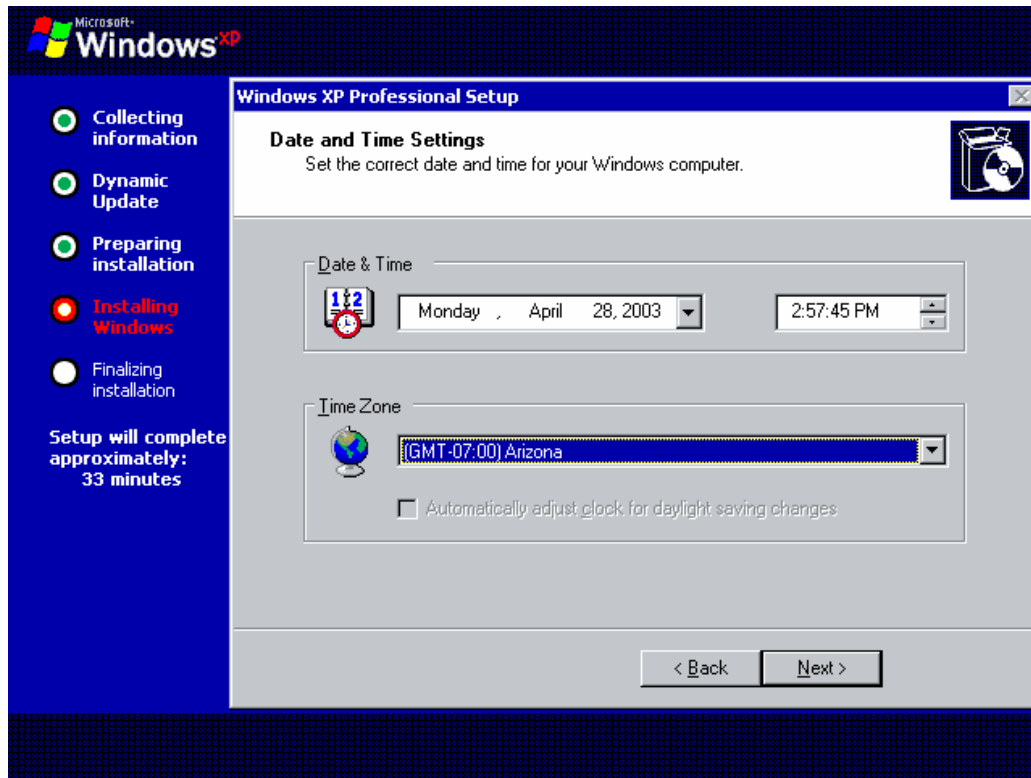 Microsoft®
Windows xp
Collecting
information
Dynamic
Update
Preparing
installation
Installing
Windows
Finalizing
installation
Setup will complete
approximately:
33 minutes
Windows XP Professional Setup
Date and Time Settings
Set the correct date and time for your Windows computer.
Date & Time
1 2
Monday , April 28, 2003 2:57:45 PM
Time Zone
(GMT-07:00) Arizona
Automatically adjust clock for daylight saving changes
< Back Next >